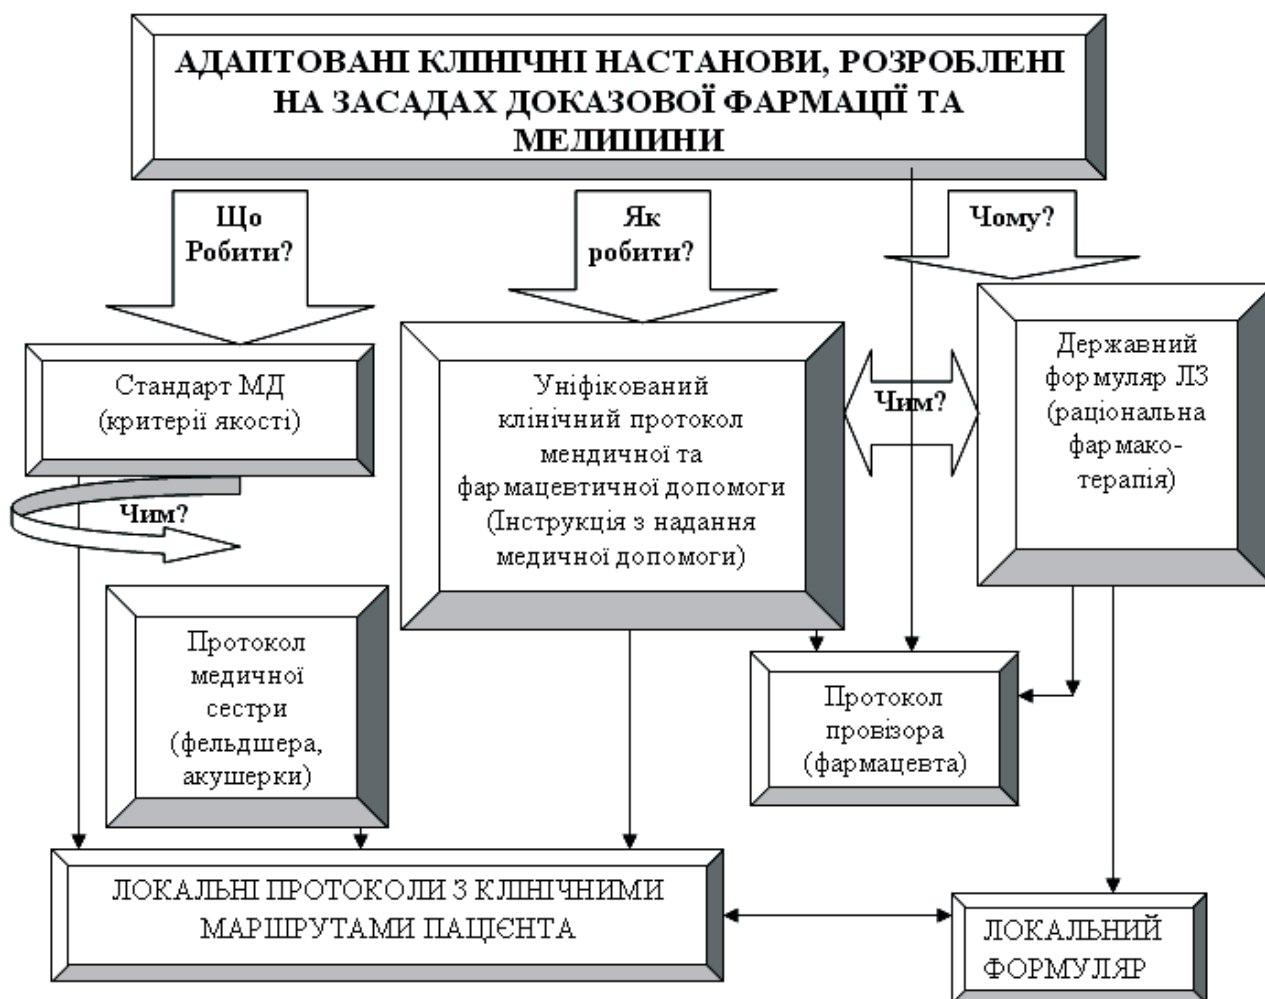 АДАПТОВАНІ КЛІНІЧНІ НАСТАНОВИ, РОЗРОБЛЕНІ
НА ЗАСАДАХ ДОКАЗОВОЇ ФАРМАЦІЇ ТА
МЕДИЦИНИ
Що
Робити?
Як
робити?
Чому?
Стандарт МД
(критерії якості)
Чим?
Уніфікований
клінічний протокол
мендичної та
фармацевтичної допомоги
(Інструкція з надання
медичної допомоги)
Чим?
Державний
формуляр ЛЗ
(раціональна
фармако-
терапія)
Протокол
медичної
сестри
(фельдшера,
акушерки)
Протокол
провізора
(фармацевта)
ЛОКАЛЬНІ ПРОТОКОЛИ З КЛІНІЧНИМИ
МАРШРУТАМИ ПАЦІЄНТА
ЛОКАЛЬНИЙ
ФОРМУЛЯР